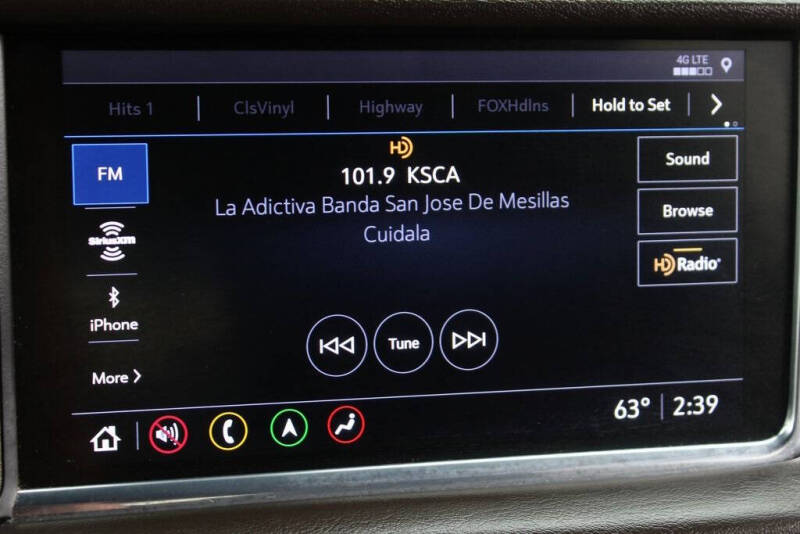 4G LTE
Hits 1 ClsVinyl Highway FOXHdlns Hold to Set
HD
101.9 KSCA
La Adictiva Banda San Jose De Mesillas
Cuidala
FM
SiriusXM
iPhone
More
Sound
Browse
HD Radio
Tune
63° 2:39